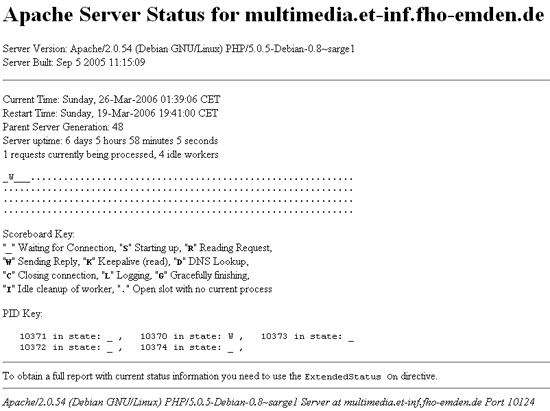 Apache Server Status for multimedia.et-inf.fho-emden.de
Server Version: Apache/2.0.54 (Debian GNU/Linux) PHP/5.0.5-Debian-0.8~sarge1
Server Built: Sep 5 2005 11:15:09
Current Time: Sunday, 26-Mar-2006 01:39:06 CET
Restart Time: Sunday, 19-Mar-2006 19:41:00 CET
Parent Server Generation: 48
Server uptime: 6 days 5 hours 58 minutes 5 seconds
1 requests currently being processed, 4 idle workers
_W___...........................................................
................................................................
................................................................
................................................................
Scoreboard Key:
"_" Waiting for Connection, "S" Starting up, "R" Reading Request,
"W" Sending Reply, "K" Keepalive (read), "D" DNS Lookup,
"C" Closing connection, "L" Logging, "G" Gracefully finishing,
"I" Idle cleanup of worker, "." Open slot with no current process
PID Key:
10371 in state: _ , 10370 in state: W , 10373 in state: _
10372 in state: _ , 10374 in state: _ ,
To obtain a full report with current status information you need to use the ExtendedStatus On directive.
Apache/2.0.54 (Debian GNU/Linux) PHP/5.0.5-Debian-0.8~sarge1 Server at multimedia.et-inf.fho-emden.de Port 10124